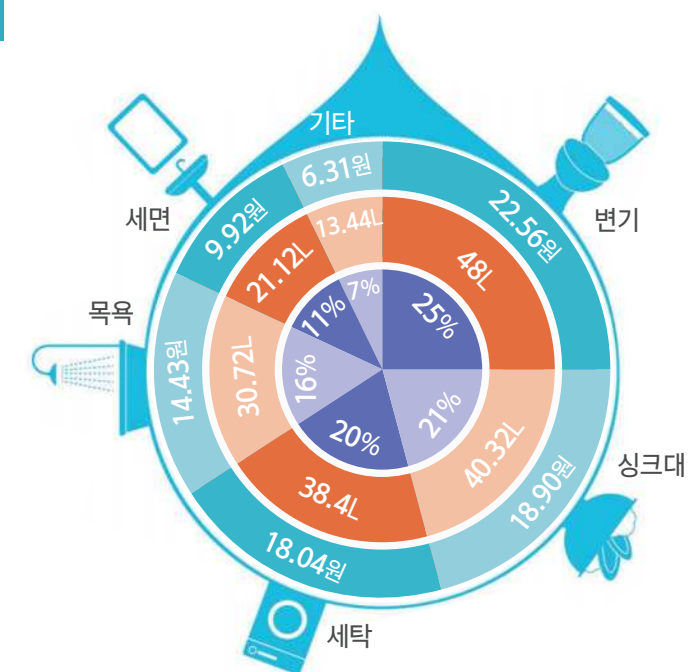 기타
변기
싱크대
세탁
목욕
세면
6.31원
22.56원
18.90원
18.04원
14.43원
9.92원
13.44L
48L
40.32L
38.4L
30.72L
21.12L
7%
25%
21%
20%
16%
11%